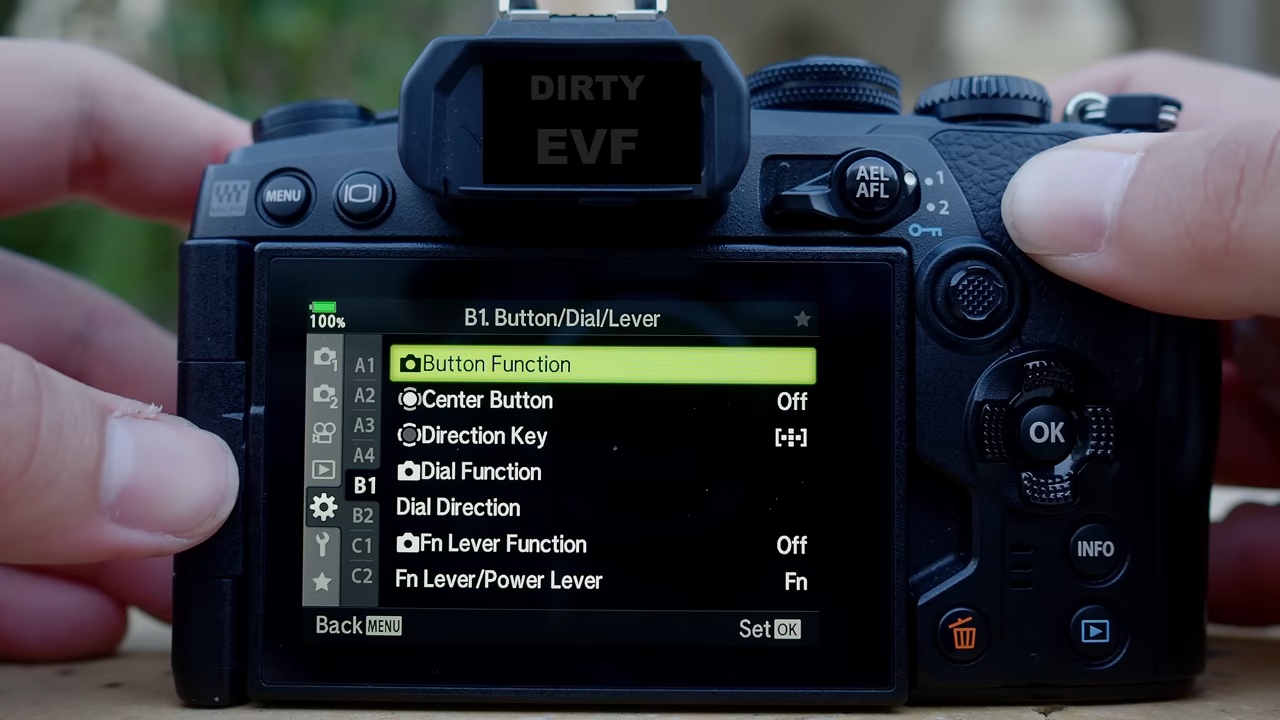 DIRTY
EVF
MENU
AEL
AFL
1
2
100%
B1. Button/Dial/Lever
1
2
A1
A2
A3
A4
B1
B2
C1
C2
Button Function
Center Button Off
Direction Key
Dial Function
Dial Direction
Fn Lever Function Off
Fn Lever/Power Lever Fn
Back MENU
Set OK
OK
INFO